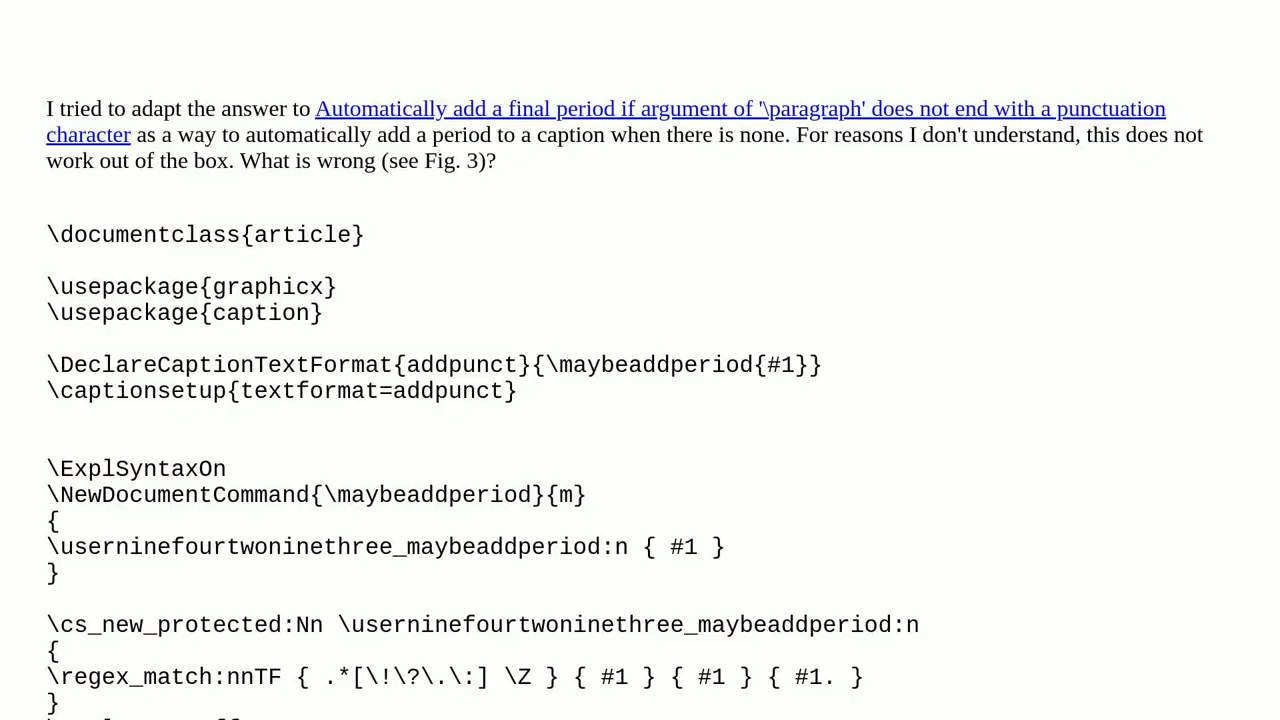 I tried to adapt the answer to Automatically add a final period if argument of '\paragraph' does not end with a punctuation
character as a way to automatically add a period to a caption when there is none. For reasons I don't understand, this does not
work out of the box. What is wrong (see Fig. 3)?
\documentclass{article}
\usepackage{graphicx}
\usepackage{caption}
\DeclareCaptionTextFormat{addpunct}{\maybeaddperiod{#1}}
\captionsetup{textformat=addpunct}
\ExplSyntaxOn
\NewDocumentCommand{\maybeaddperiod}{m}
{
\userninefourtwoninethree_maybeaddperiod:n { #1 }
}
\cs_new_protected:Nn \userninefourtwoninethree_maybeaddperiod:n
{
\regex_match:nnTF { .*[\!\?\.\:] \Z } { #1 } { #1 } { #1. }
}